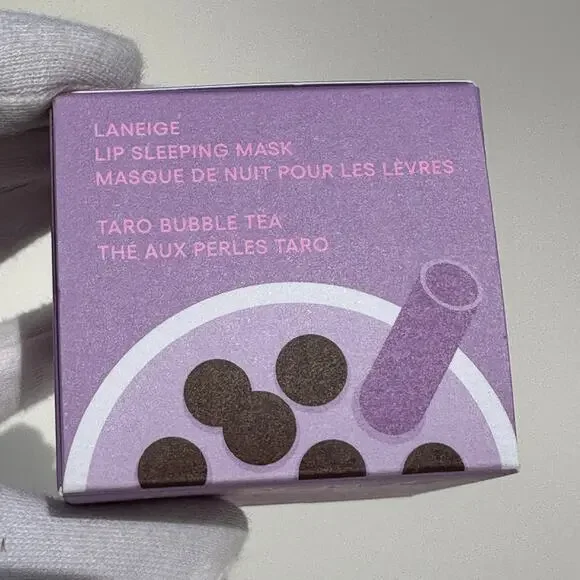 LANEIGE
LIP SLEEPING MASK
MASQUE DE NUIT POUR LES LÈVRES
TARO BUBBLE TEA
THÉ AUX PERLES TARO